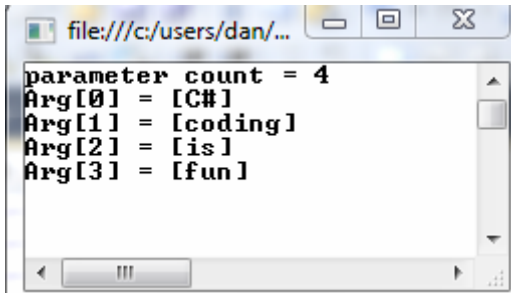 file:///c:/users/dan/...
parameter count = 4
Arg[0] = [C#]
Arg[1] = [coding]
Arg[2] = [is]
Arg[3] = [fun]